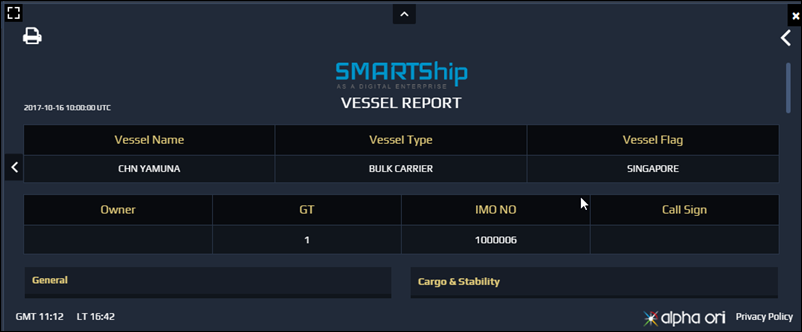 SMARTShip
AS A DIGITAL ENTERPRISE
2017-10-16 10:00:00 UTC
VESSEL REPORT
Vessel Name Vessel Type Vessel Flag
CHN YAMUNA BULK CARRIER SINGAPORE
Owner GT IMO NO Call Sign
1 1000006
General Cargo & Stability
GMT 11:12 LT 16:42 alpha ori Privacy Policy